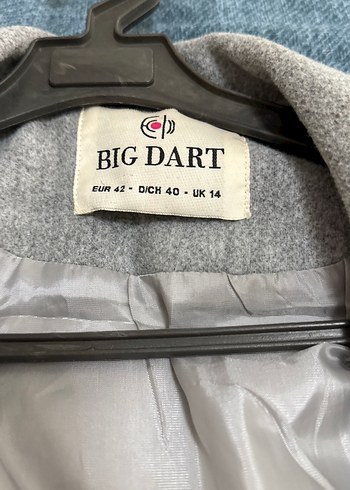 BIG DART
EUR 42 - D/CH 40 - UK 14